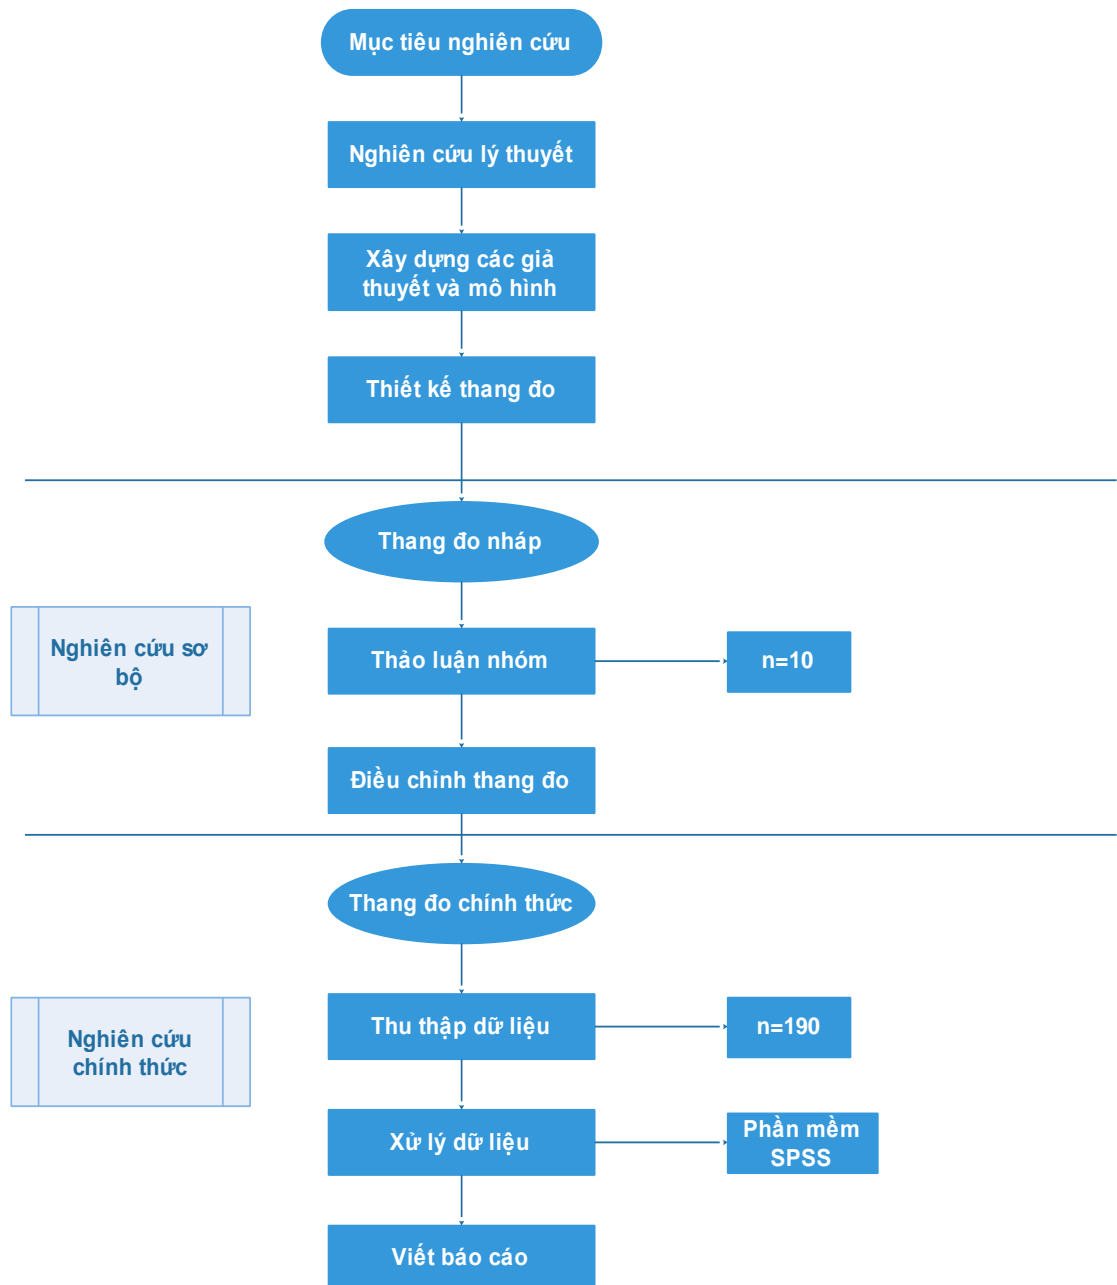 Mục tiêu nghiên cứu
Nghiên cứu lý thuyết
Xây dựng các giả
thuyết và mô hình
Thiết kế thang đo
Thang đo nháp
Nghiên cứu sơ
bộ
Thảo luận nhóm
n=10
Điều chỉnh thang đo
Thang đo chính thức
Nghiên cứu
chính thức
Thu thập dữ liệu
n=190
Xử lý dữ liệu
Phần mềm
SPSS
Viết báo cáo